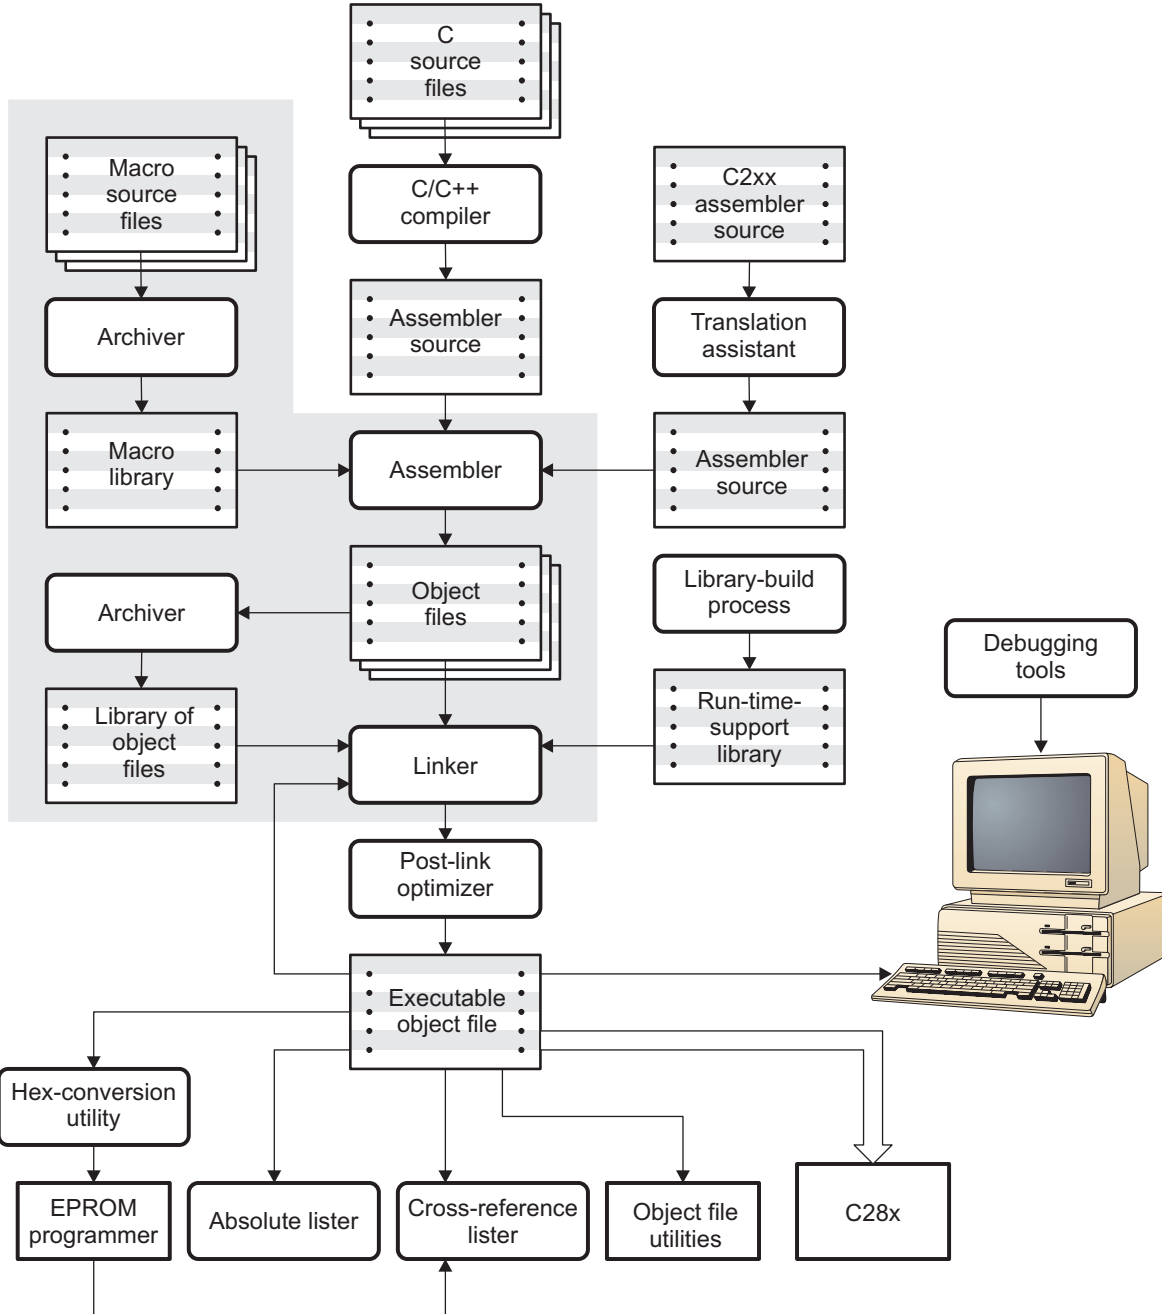 C
source
files
Macro
source
files
C/C++
compiler
C2xx
assembler
source
Archiver
Assembler
source
Translation
assistant
Macro
library
Assembler
Assembler
source
Archiver
Object
files
Library-build
process
Debugging
tools
Library of
object
files
Linker
Run-time-
support
library
Post-link
optimizer
Executable
object file
Hex-conversion
utility
EPROM
programmer
Absolute lister
Cross-reference
lister
Object file
utilities
C28x